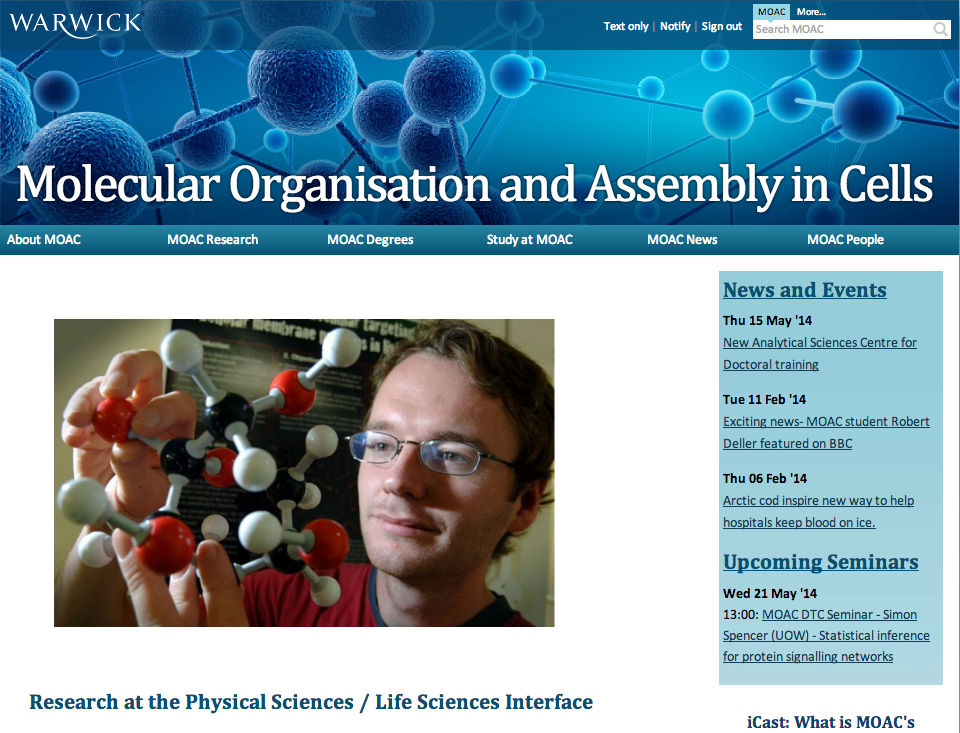 WARWICK
Text only | Notify | Sign out
MOAC More...
Search MOAC
Molecular Organisation and Assembly in Cells
About MOAC MOAC Research MOAC Degrees Study at MOAC MOAC News MOAC People
News and Events
Thu 15 May '14
New Analytical Sciences Centre for
Doctoral training
Tue 11 Feb '14
Exciting news- MOAC student Robert
Deller featured on BBC
Thu 06 Feb '14
Arctic cod inspire new way to help
hospitals keep blood on ice.
Upcoming Seminars
Wed 21 May '14
13:00: MOAC DTC Seminar - Simon
Spencer (UOW) - Statistical inference
for protein signalling networks
targeting
membrane
Research at the Physical Sciences / Life Sciences Interface
iCast: What is MOAC's